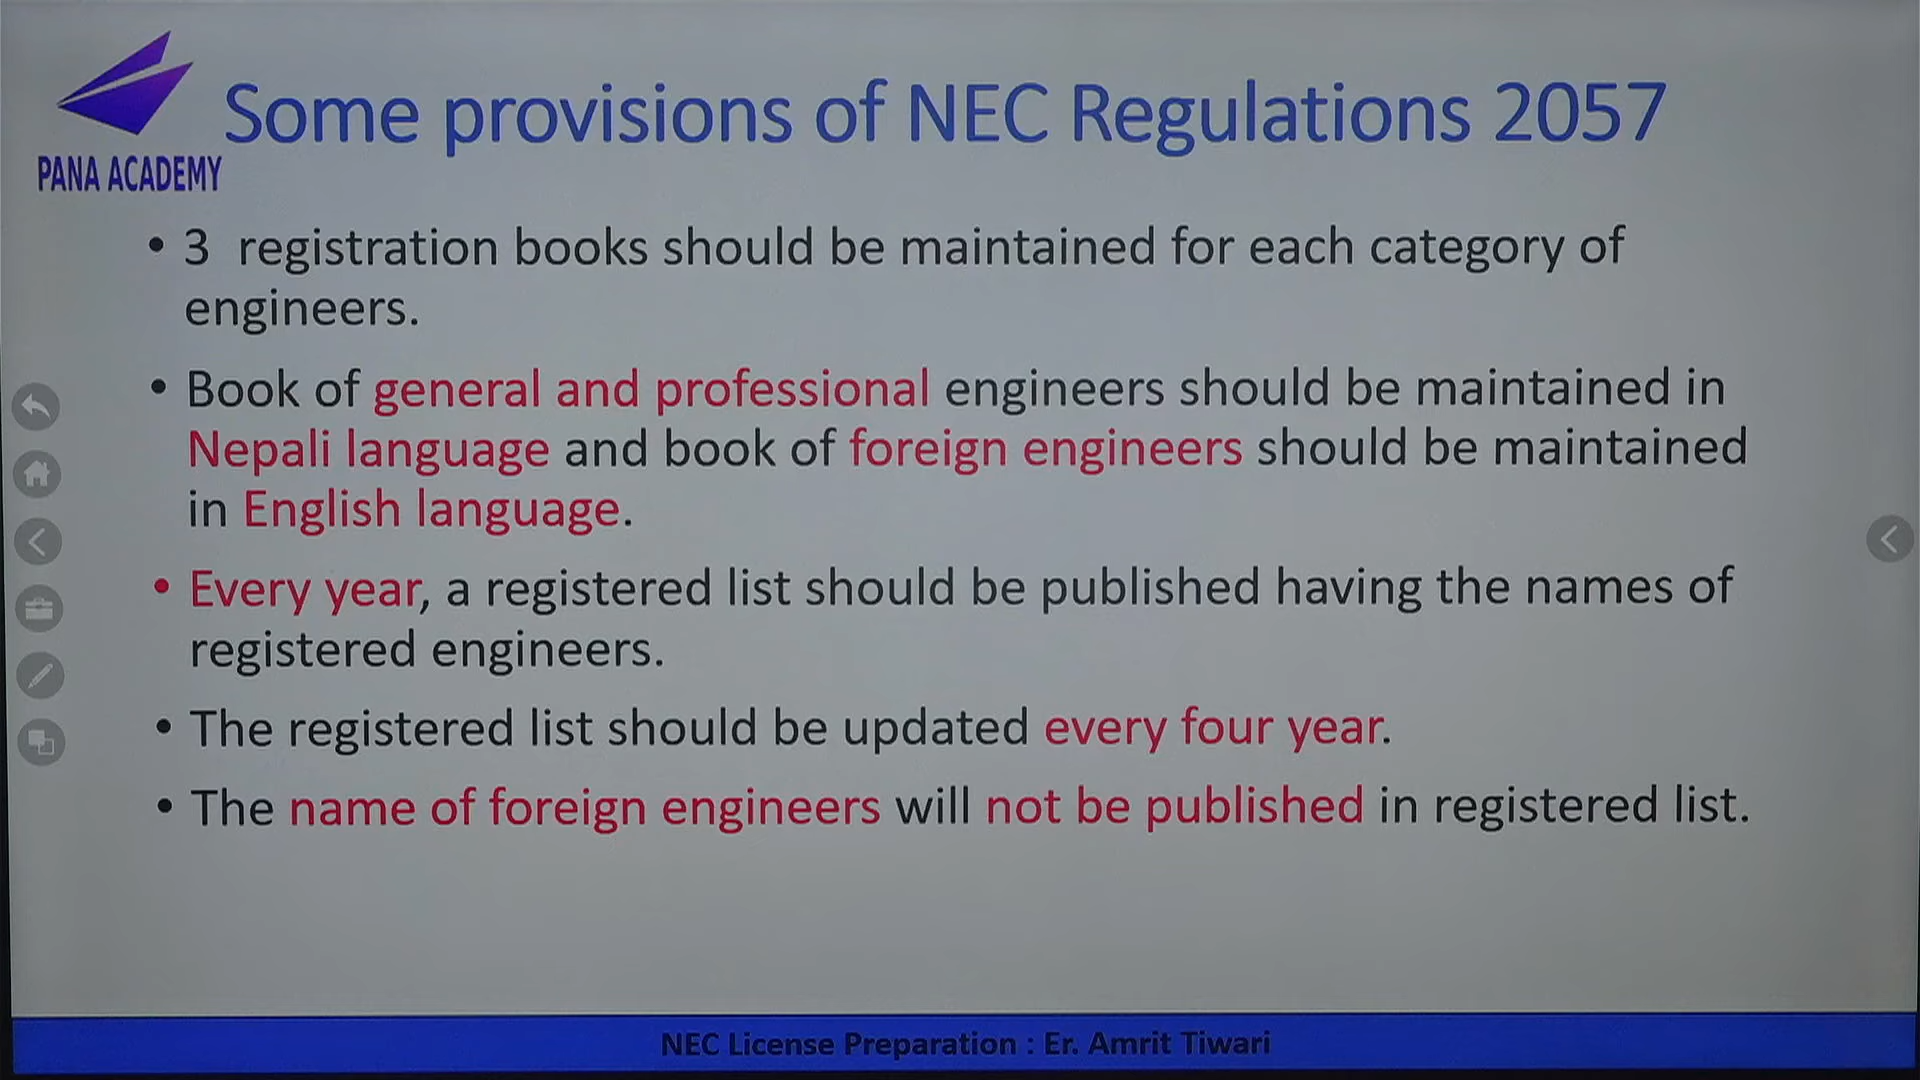 PANA ACADEMY
Some provisions of NEC Regulations 2057
• 3 registration books should be maintained for each category of
engineers.
• Book of general and professional engineers should be maintained in
Nepali language and book of foreign engineers should be maintained
in English language.
• Every year, a registered list should be published having the names of
registered engineers.
• The registered list should be updated every four year.
• The name of foreign engineers will not be published in registered list.
NEC License Preparation : Er. Amrit Tiwari